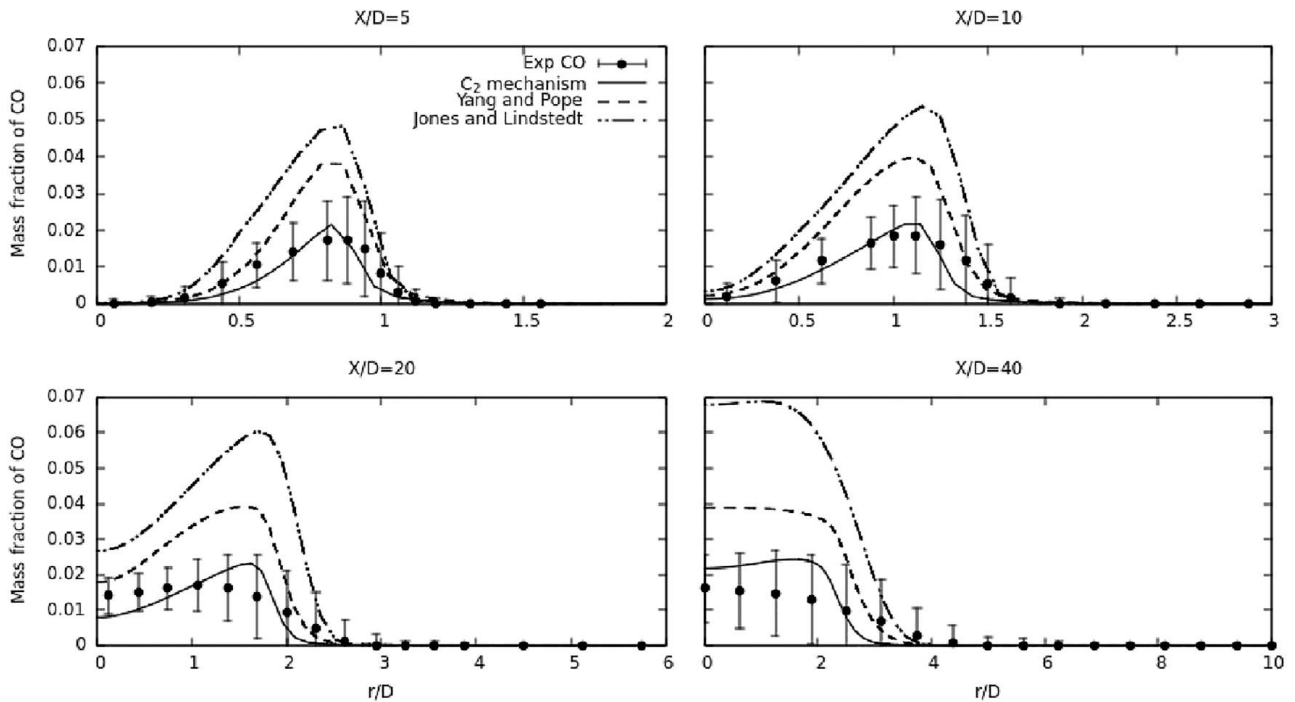 X/D=5
X/D=10
Mass fraction of CO
0.07
0.06
0.05
0.04
0.03
0.02
0.01
0
0 0.5 1 1.5 2
Exp CO
C₂ mechanism
Yang and Pope
Jones and Lindstedt
0 0.5 1 1.5 2 2.5 3
X/D=20
X/D=40
Mass fraction of CO
0.07
0.06
0.05
0.04
0.03
0.02
0.01
0
0 1 2 3 4 5 6
r/D
0 2 4 6 8 10
r/D